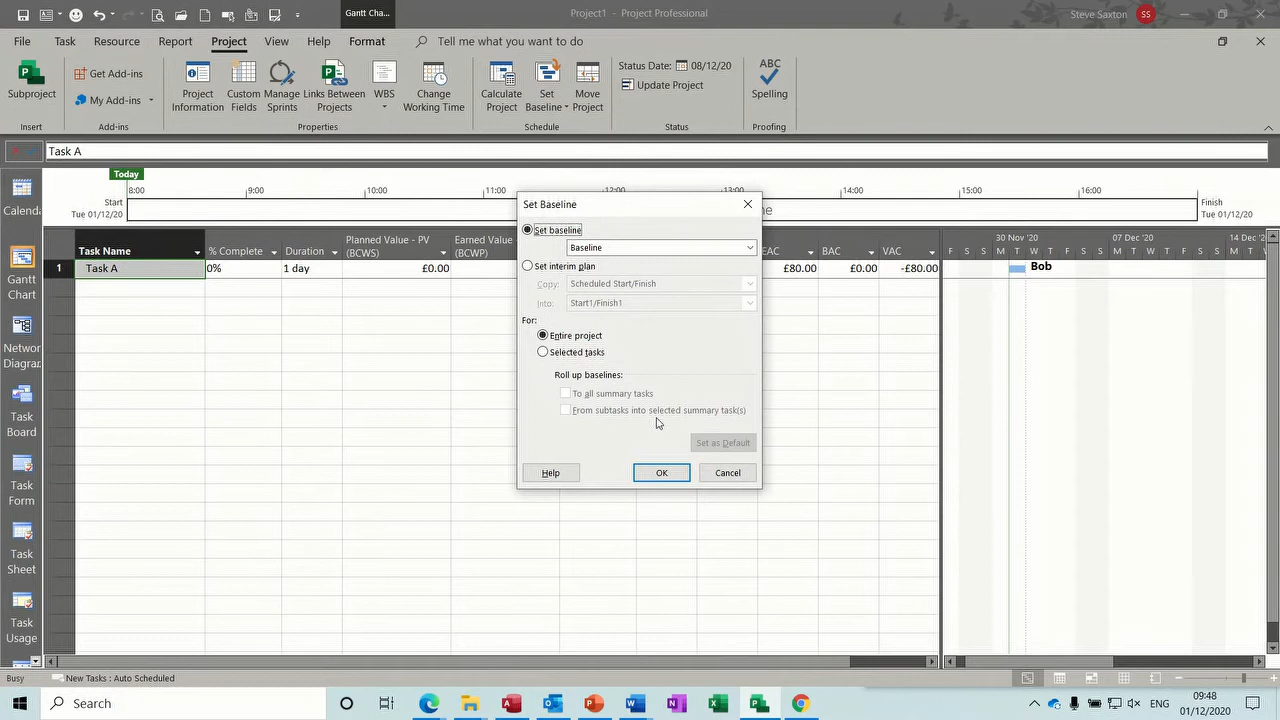 Gantt Cha...
Project1 - Project Professional
Steve Saxton
SS
File
Task
Resource
Report
Project
View
Help
Format
Tell me what you want to do
Subproject
Get Add-ins
My Add-ins
Project
Information
Custom
Fields
Manage
Sprints
Links Between
Projects
WBS
Change
Working Time
Calculate
Project
Set
Baseline
Move
Project
Status Date:
08/12/20
Update Project
ABC
Spelling
Insert
Add-ins
Properties
Schedule
Status
Proofing
Task A
Today
8:00
9:00
10:00
11:00
12:00
13:00
14:00
15:00
16:00
Start
Tue 01/12/20
Finish
Tue 01/12/20
Calenda
Gantt
Chart
Network
Diagrar
Task
Board
Task
Form
Task
Sheet
Task
Usage
Task Name
% Complete
Duration
Planned Value - PV
(BCWS)
Earned Value
(BCWP)
EAC
BAC
VAC
30 Nov '20
07 Dec '20
14 Dec '2
F S S M T W T F S S M T W T F S S M T
1
Task A
0%
1 day
£0.00
£80.00
£0.00
-£80.00
Bob
Set Baseline
Set baseline
Baseline
Set interim plan
Copy:
Scheduled Start/Finish
Into:
Start1/Finish1
For:
Entire project
Selected tasks
Roll up baselines:
To all summary tasks
From subtasks into selected summary task(s)
Set as Default
Help
OK
Cancel
Busy
New Tasks : Auto Scheduled
Search
ENG
09:48
01/12/2020